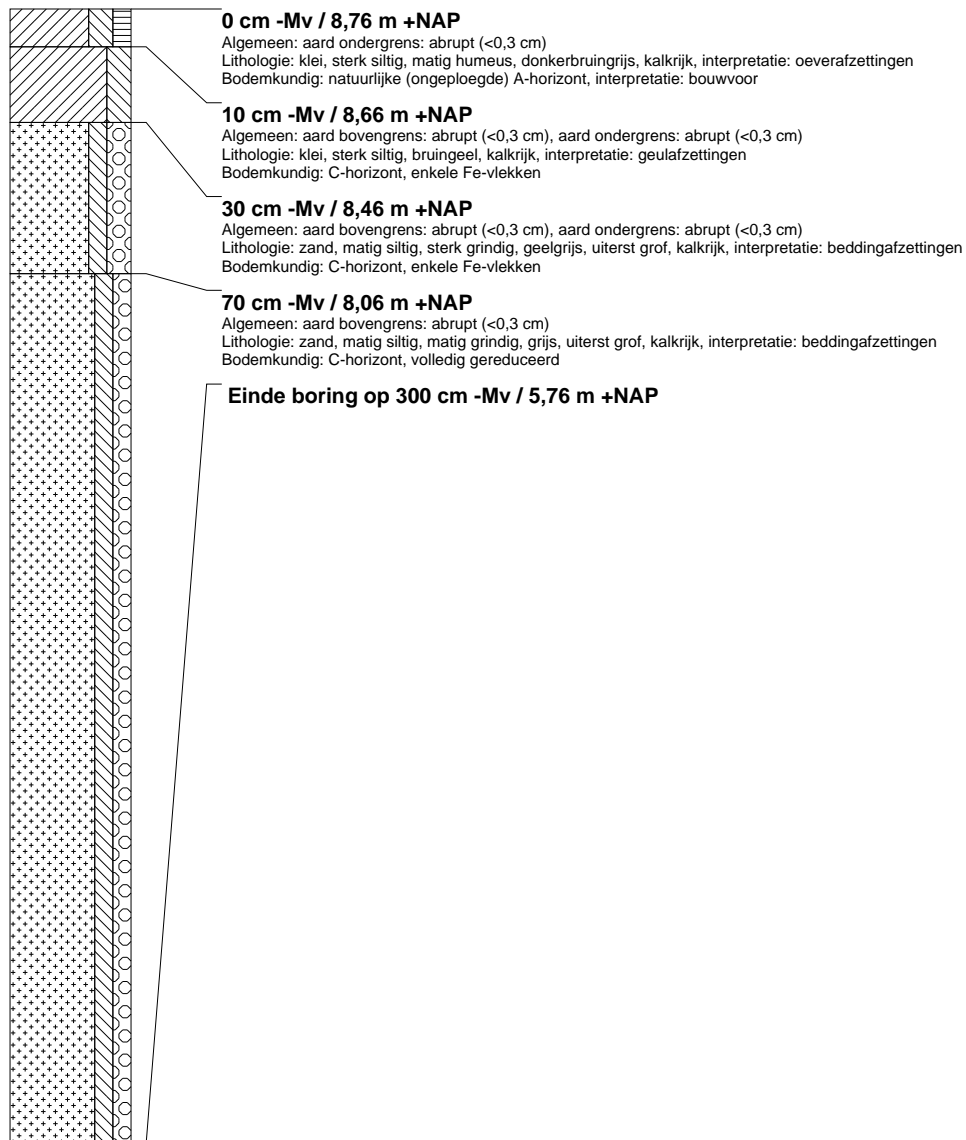 0 cm -Mv / 8,76 m +NAP
Algemeen: aard ondergrens: abrupt (<0,3 cm)
Lithologie: klei, sterk siltig, matig humeus, donkerbruingrijs, kalkrijk, interpretatie: oeverafzettingen
Bodemkundig: natuurlijke (ongeploegde) A-horizont, interpretatie: bouwvoor
10 cm -Mv / 8,66 m +NAP
Algemeen: aard bovengrens: abrupt (<0,3 cm), aard ondergrens: abrupt (<0,3 cm)
Lithologie: klei, sterk siltig, bruingeel, kalkrijk, interpretatie: geulafzettingen
Bodemkundig: C-horizont, enkele Fe-vlekken
30 cm -Mv / 8,46 m +NAP
Algemeen: aard bovengrens: abrupt (<0,3 cm), aard ondergrens: abrupt (<0,3 cm)
Lithologie: zand, matig siltig, sterk grindig, geelgrijs, uiterst grof, kalkrijk, interpretatie: beddingafzettingen
Bodemkundig: C-horizont, enkele Fe-vlekken
70 cm -Mv / 8,06 m +NAP
Algemeen: aard bovengrens: abrupt (<0,3 cm)
Lithologie: zand, matig siltig, matig grindig, grijs, uiterst grof, kalkrijk, interpretatie: beddingafzettingen
Bodemkundig: C-horizont, volledig gereduceerd
Einde boring op 300 cm -Mv / 5,76 m +NAP